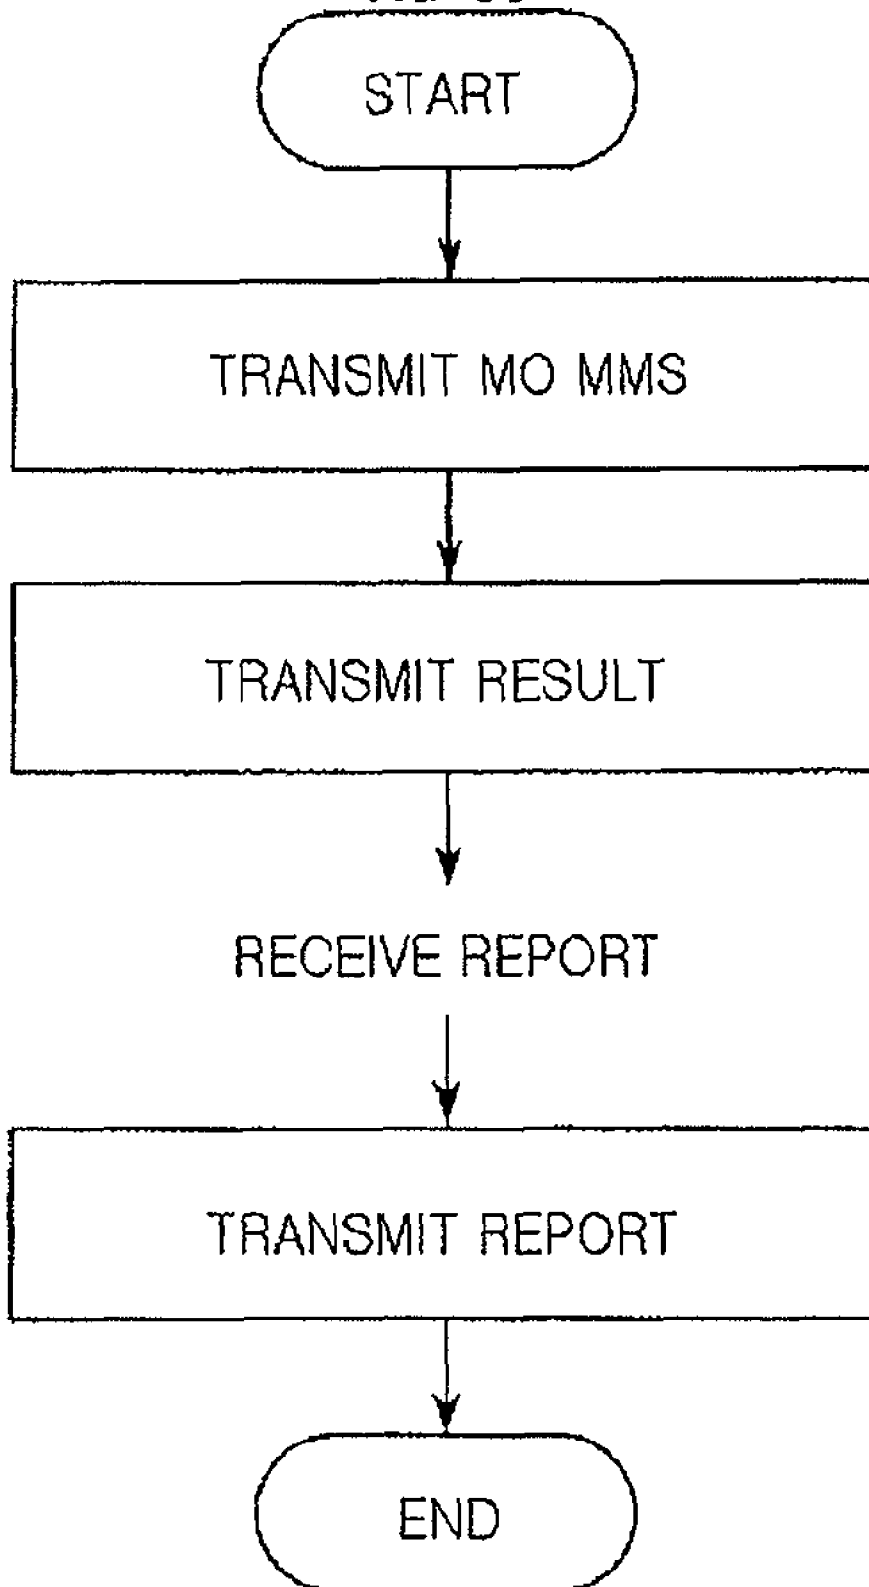 START
TRANSMIT MO MMS
TRANSMIT RESULT
RECEIVE REPORT
TRANSMIT REPORT
END